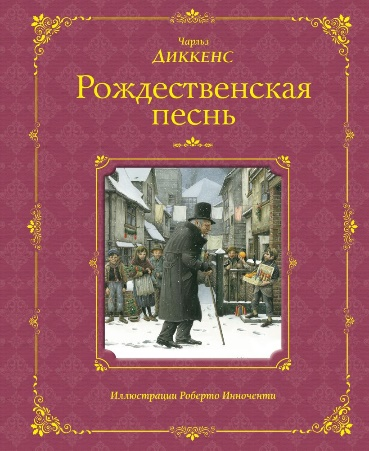 Чарльз
Диккенс
Рождественская
песнь
Иллюстрации Роберто Инноченти